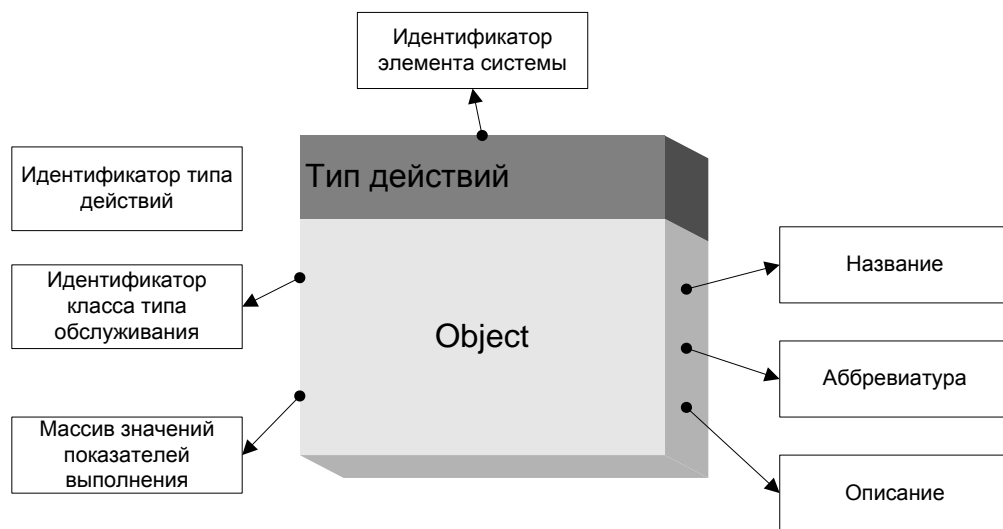 Идентификатор
элемента системы
Идентификатор типа
действий
Тип действий
Идентификатор
класса типа
обслуживания
Название
Object
Аббревиатура
Массив значений
показателей
выполнения
Описание